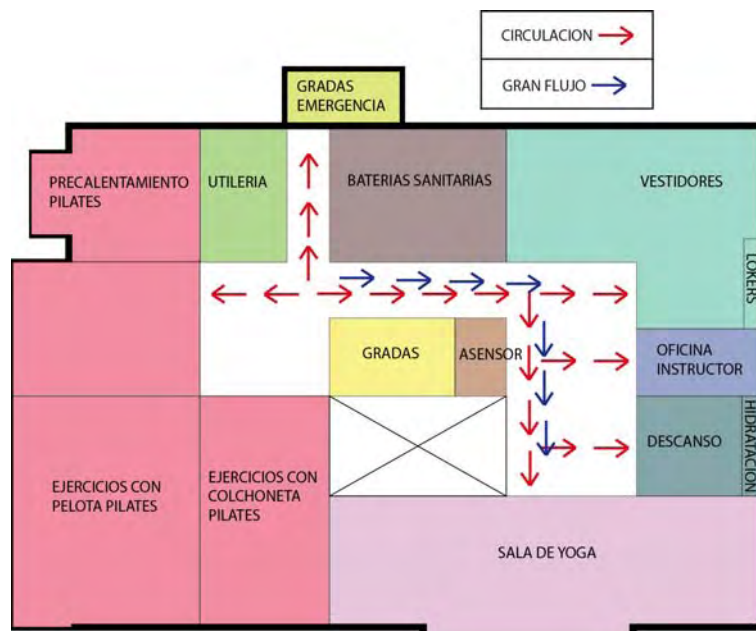 CIRCULACION
GRAN FLUJO
GRADAS
EMERGENCIA
PRECALENTAMIENTO
PILATES
UTILERIA
BATERIAS SANITARIAS
VESTIDORES
LOKERS
GRADAS
ASENSOR
OFICINA
INSTRUCTOR
DESCANSO
HIDRATACION
EJERCICIOS CON
PELOTA PILATES
EJERCICIOS CON
COLCHONETA
PILATES
SALA DE YOGA